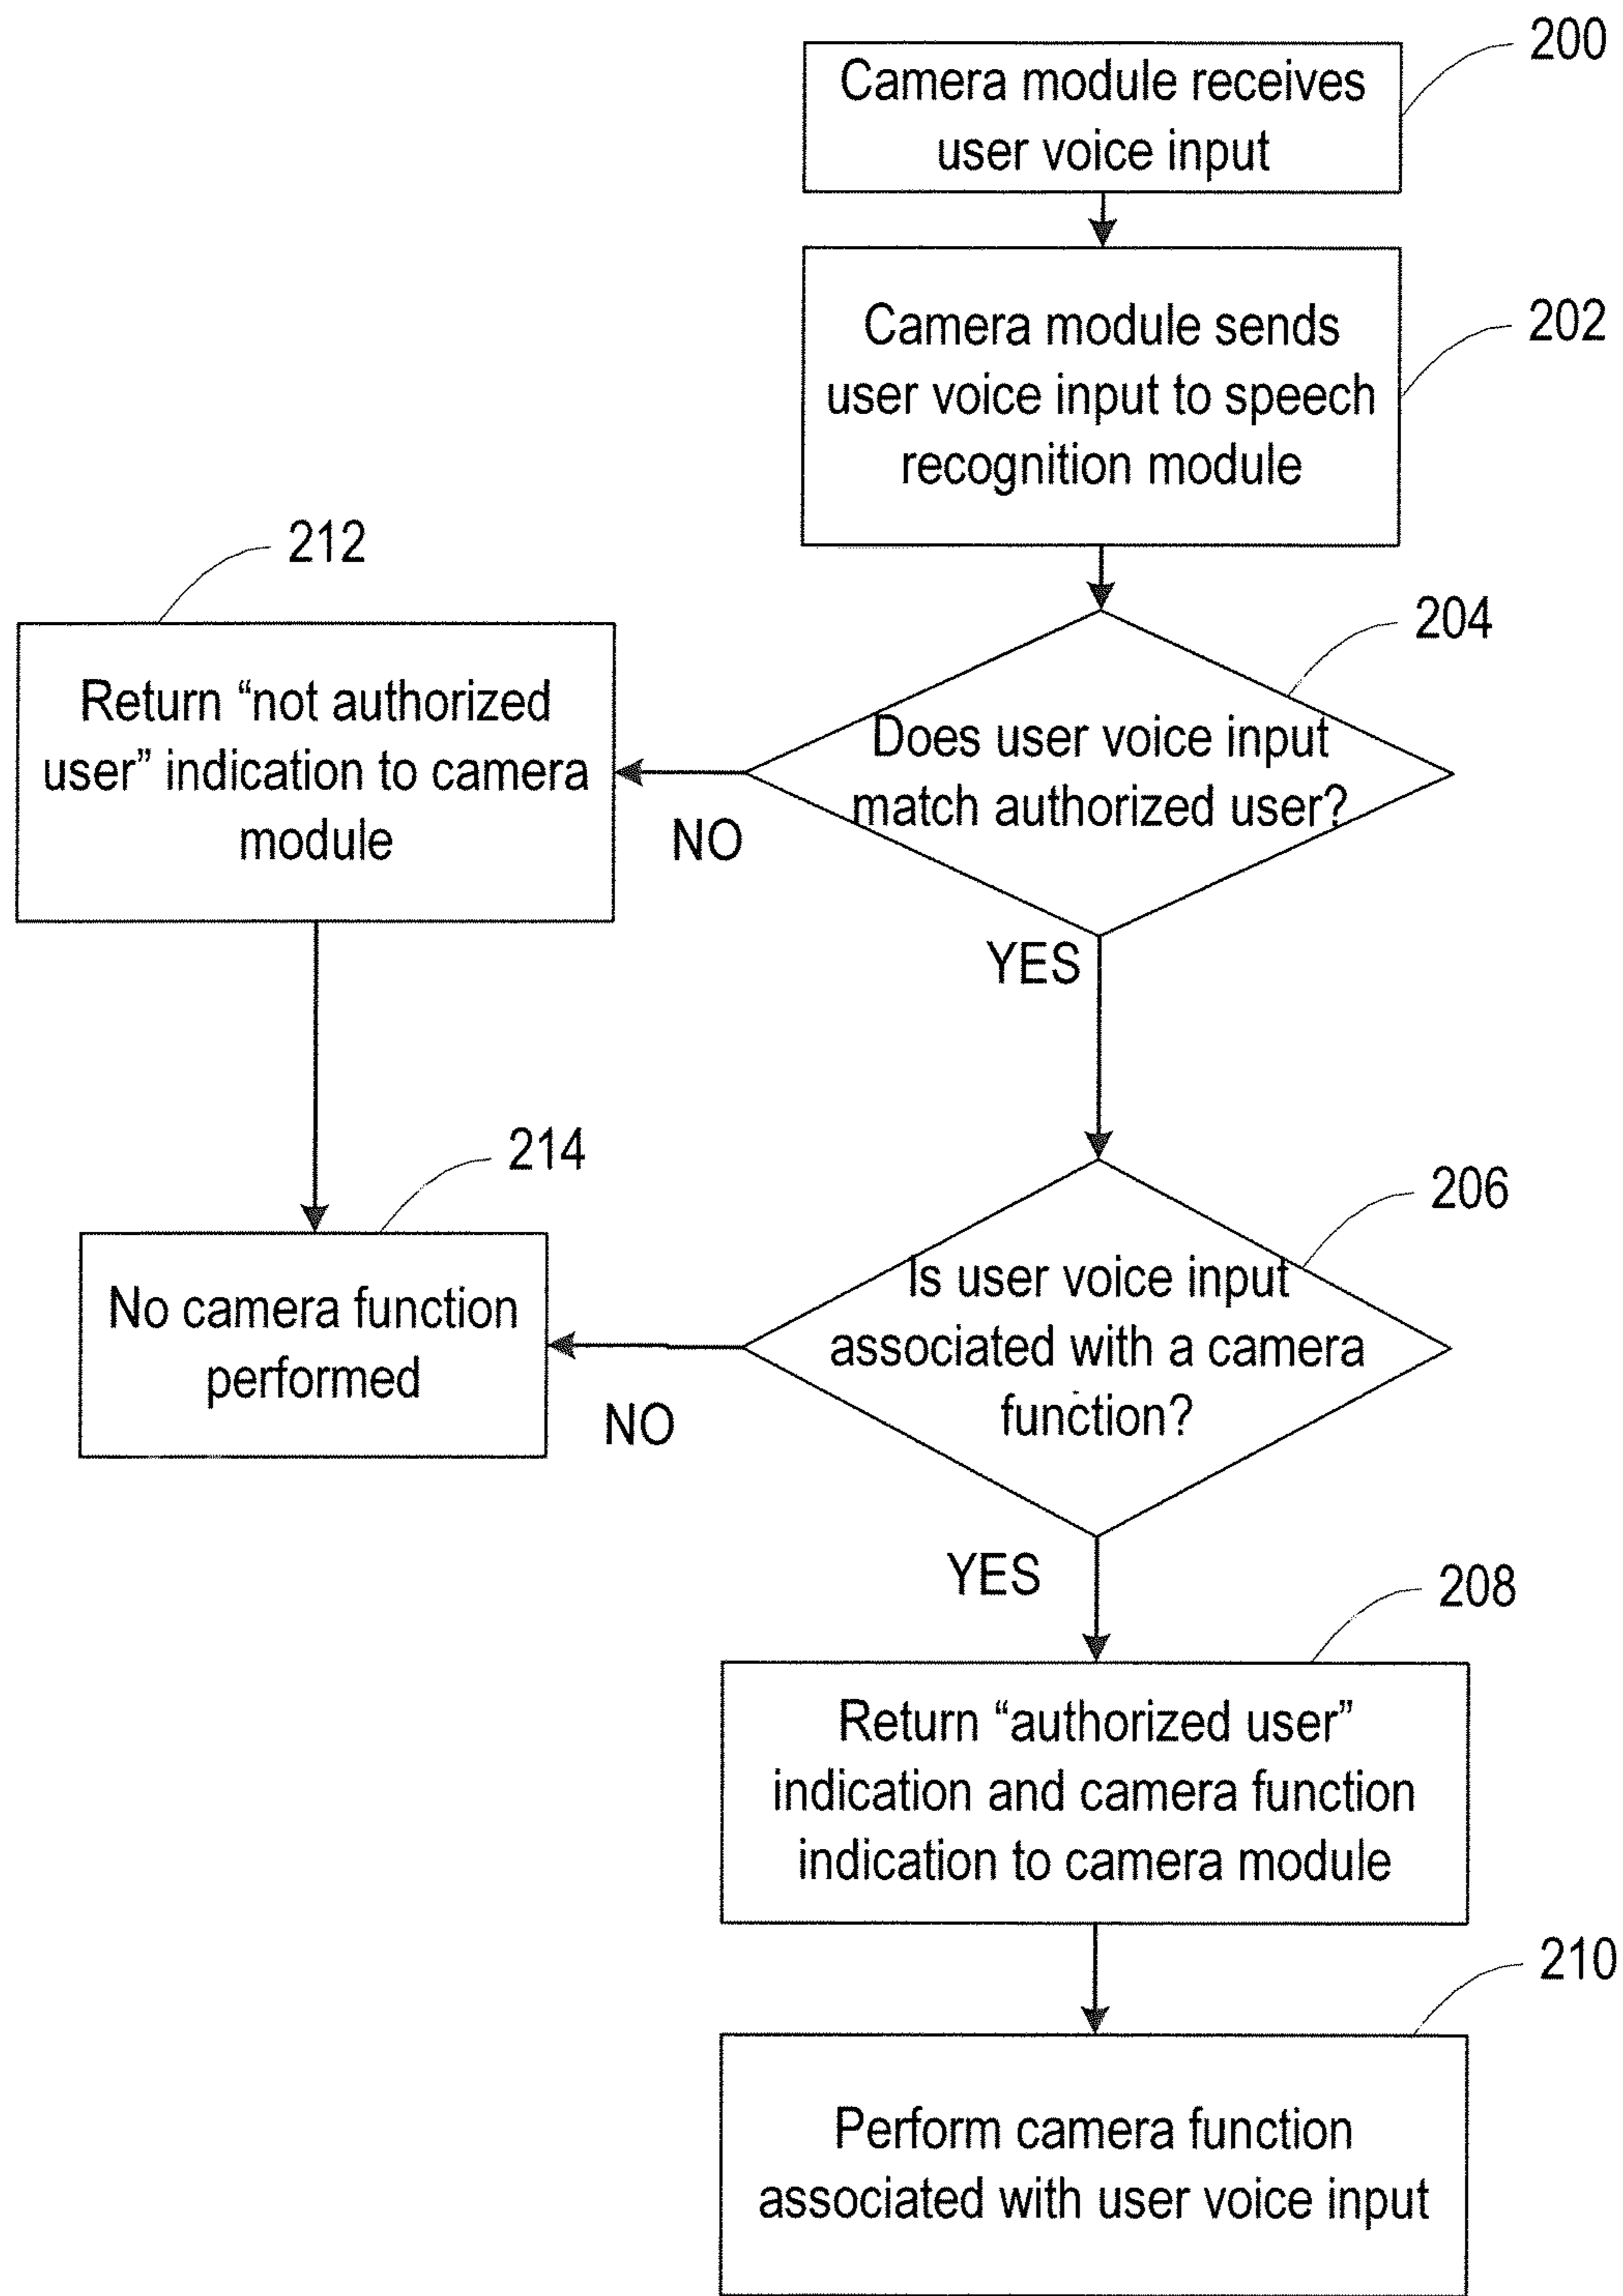 200
Camera module receives
user voice input
202
Camera module sends
user voice input to speech
recognition module
212
204
Return “not authorized
user” indication to camera
module
Does user voice input
match authorized user?
NO
YES
214
206
No camera function
performed
Is user voice input
associated with a camera
function?
NO
YES
208
Return “authorized user”
indication and camera function
indication to camera module
210
Perform camera function
associated with user voice input